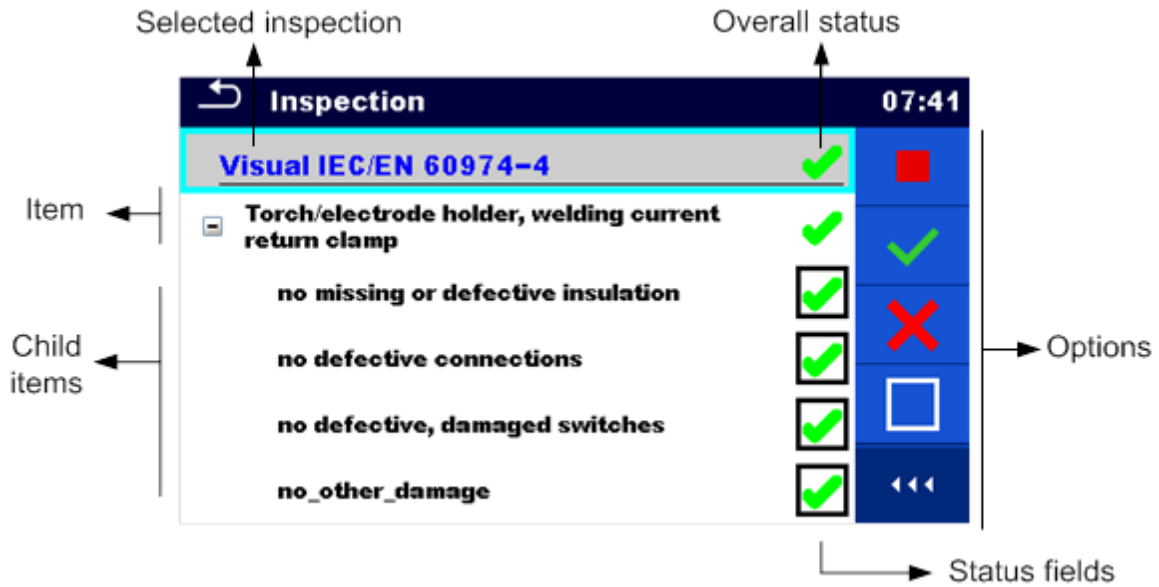 Selected inspection
Overall status
Inspection
07:41
Visual IEC/EN 60974-4
Item
Torch/electrode holder, welding current
return clamp
no missing or defective insulation
Child
items
no defective connections
Options
no defective, damaged switches
no_other_damage
Status fields